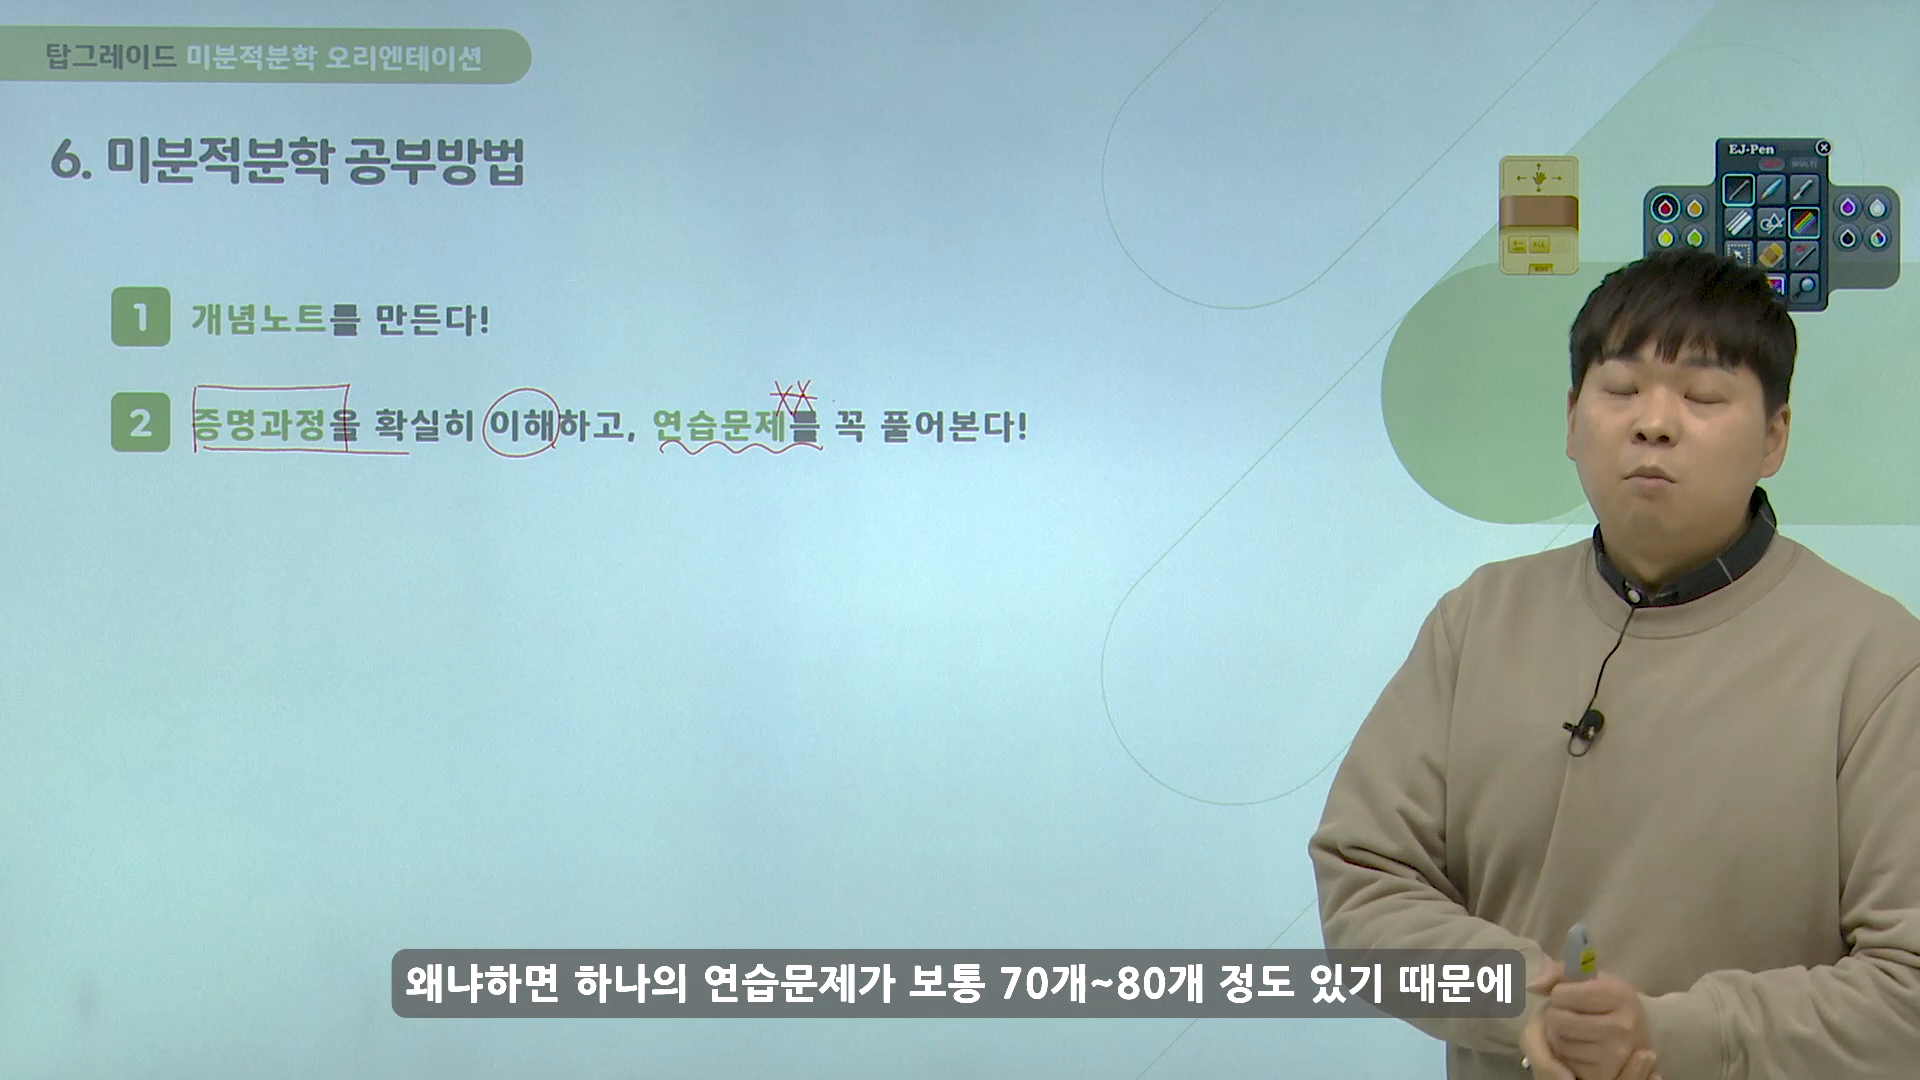 탑그레이드 미분적분학 오리엔테이션
6. 미분적분학 공부방법
EJ-Pen
MULTI
ALL
1 개념노트를 만든다!
2 증명과정을 확실히 이해하고, 연습문제를 꼭 풀어본다!
왜냐하면 하나의 연습문제가 보통 70개~80개 정도 있기 때문에